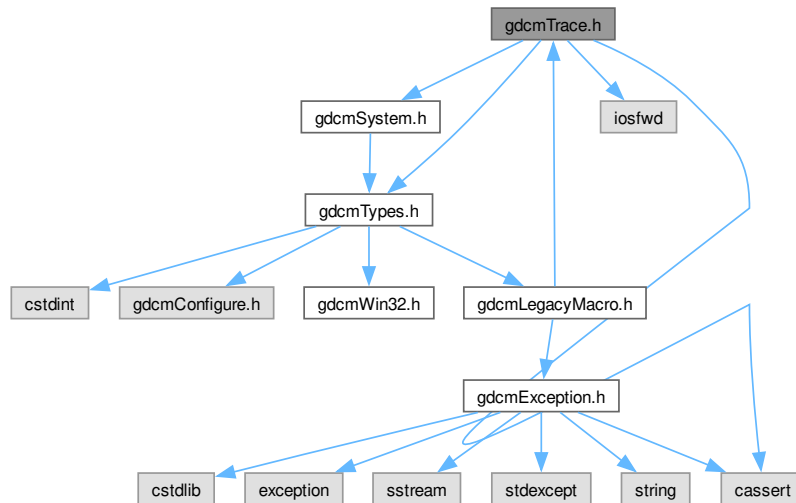 gdcmTrace.h
gdcmSystem.h
iosfwd
gdcmTypes.h
cstdint
gdcmConfigure.h
gdcmWin32.h
gdcmLegacyMacro.h
gdcmException.h
cstdlib
exception
sstream
stdexcept
string
cassert